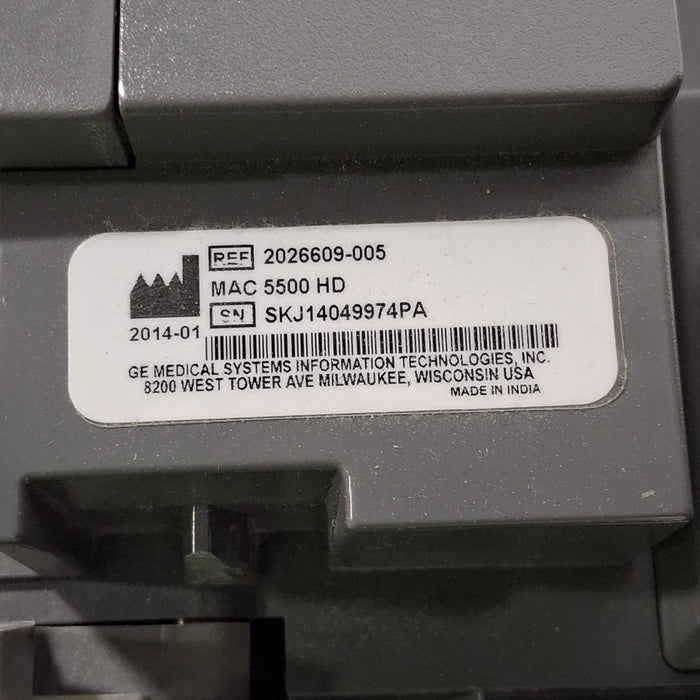 REF 2026609-005
MAC 5500 HD
SN SKJ14049974PA
2014-01
GE MEDICAL SYSTEMS INFORMATION TECHNOLOGIES, INC.
8200 WEST TOWER AVE MILWAUKEE, WISCONSIN USA
MADE IN INDIA